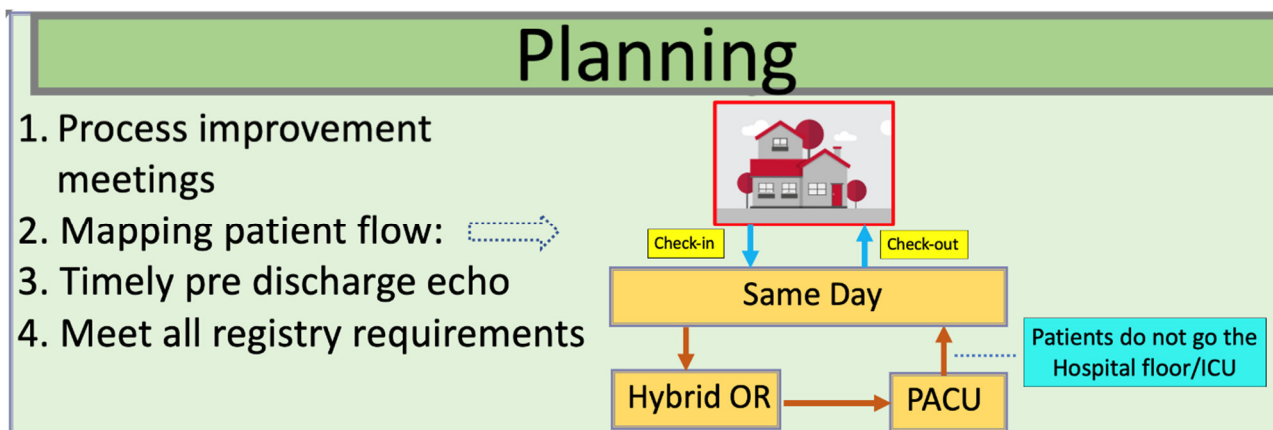 Planning
1. Process improvement
meetings
2. Mapping patient flow:
3. Timely pre discharge echo
4. Meet all registry requirements
Check-in
Check-out
Same Day
Patients do not go the
Hospital floor/ICU
Hybrid OR
PACU